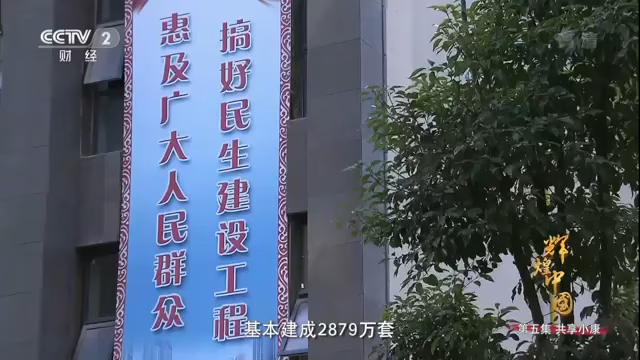 CCTV 2
财经
搞好民生建设工程
惠及广大人民群众
辉煌中国
第五集 共享小康
基本建成2879万套